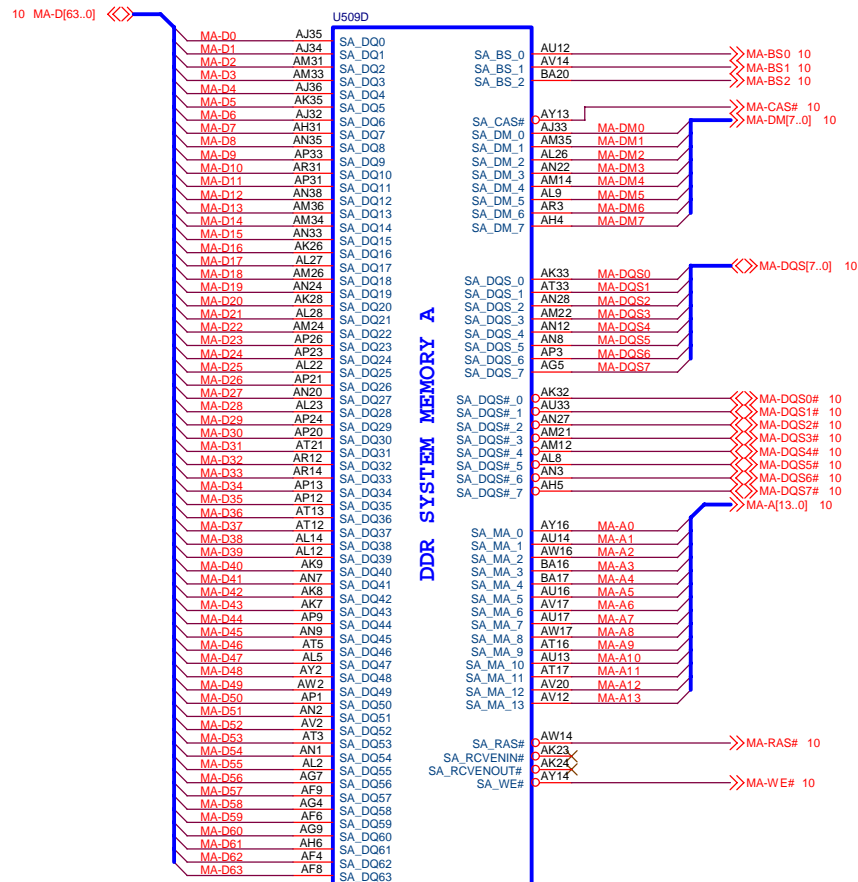 10 MA-D[63..0]
U509D
MA-D0 AJ35 SA_DQ0
MA-D1 AJ34 SA_DQ1
MA-D2 AM31 SA_DQ2
MA-D3 AM33 SA_DQ3
MA-D4 AJ36 SA_DQ4
MA-D5 AK35 SA_DQ5
MA-D6 AJ32 SA_DQ6
MA-D7 AH31 SA_DQ7
MA-D8 AN35 SA_DQ8
MA-D9 AP33 SA_DQ9
MA-D10 AR31 SA_DQ10
MA-D11 AP31 SA_DQ11
MA-D12 AN38 SA_DQ12
MA-D13 AM36 SA_DQ13
MA-D14 AM34 SA_DQ14
MA-D15 AN33 SA_DQ15
MA-D16 AK26 SA_DQ16
MA-D17 AL27 SA_DQ17
MA-D18 AM26 SA_DQ18
MA-D19 AN24 SA_DQ19
MA-D20 AK28 SA_DQ20
MA-D21 AL28 SA_DQ21
MA-D22 AM24 SA_DQ22
MA-D23 AP26 SA_DQ23
MA-D24 AP23 SA_DQ24
MA-D25 AL22 SA_DQ25
MA-D26 AP21 SA_DQ26
MA-D27 AN20 SA_DQ27
MA-D28 AL23 SA_DQ28
MA-D29 AP24 SA_DQ29
MA-D30 AP20 SA_DQ30
MA-D31 AT21 SA_DQ31
MA-D32 AR12 SA_DQ32
MA-D33 AR14 SA_DQ33
MA-D34 AP13 SA_DQ34
MA-D35 AP12 SA_DQ35
MA-D36 AT13 SA_DQ36
MA-D37 AT12 SA_DQ37
MA-D38 AL14 SA_DQ38
MA-D39 AL12 SA_DQ39
MA-D40 AK9 SA_DQ40
MA-D41 AN7 SA_DQ41
MA-D42 AK8 SA_DQ42
MA-D43 AK7 SA_DQ43
MA-D44 AP9 SA_DQ44
MA-D45 AN9 SA_DQ45
MA-D46 AT5 SA_DQ46
MA-D47 AL5 SA_DQ47
MA-D48 AY2 SA_DQ48
MA-D49 AW2 SA_DQ49
MA-D50 AP1 SA_DQ50
MA-D51 AN2 SA_DQ51
MA-D52 AV2 SA_DQ52
MA-D53 AT3 SA_DQ53
MA-D54 AN1 SA_DQ54
MA-D55 AL2 SA_DQ55
MA-D56 AG7 SA_DQ56
MA-D57 AF9 SA_DQ57
MA-D58 AG4 SA_DQ58
MA-D59 AF6 SA_DQ59
MA-D60 AG9 SA_DQ60
MA-D61 AH6 SA_DQ61
MA-D62 AF4 SA_DQ62
MA-D63 AF8 SA_DQ63
DDR SYSTEM MEMORY A
SA_BS_0 AU12 MA-BS0 10
SA_BS_1 AV14 MA-BS1 10
SA_BS_2 BA20 MA-BS2 10
SA_CAS# AY13 MA-CAS# 10
MA-DM[7..0] 10
SA_DM_0 AJ33 MA-DM0
SA_DM_1 AM35 MA-DM1
SA_DM_2 AL26 MA-DM2
SA_DM_3 AN22 MA-DM3
SA_DM_4 AM14 MA-DM4
SA_DM_5 AL9 MA-DM5
SA_DM_6 AR3 MA-DM6
SA_DM_7 AH4 MA-DM7
MA-DQS[7..0] 10
SA_DQS_0 AK33 MA-DQS0
SA_DQS_1 AT33 MA-DQS1
SA_DQS_2 AN28 MA-DQS2
SA_DQS_3 AM22 MA-DQS3
SA_DQS_4 AN12 MA-DQS4
SA_DQS_5 AN8 MA-DQS5
SA_DQS_6 AP3 MA-DQS6
SA_DQS_7 AG5 MA-DQS7
SA_DQS#_0 AK32 MA-DQS0# 10
SA_DQS#_1 AU33 MA-DQS1# 10
SA_DQS#_2 AN27 MA-DQS2# 10
SA_DQS#_3 AM21 MA-DQS3# 10
SA_DQS#_4 AM12 MA-DQS4# 10
SA_DQS#_5 AL8 MA-DQS5# 10
SA_DQS#_6 AN3 MA-DQS6# 10
SA_DQS#_7 AH5 MA-DQS7# 10
MA-A[13..0] 10
SA_MA_0 AY16 MA-A0
SA_MA_1 AU14 MA-A1
SA_MA_2 AW16 MA-A2
SA_MA_3 BA16 MA-A3
SA_MA_4 BA17 MA-A4
SA_MA_5 AU16 MA-A5
SA_MA_6 AV17 MA-A6
SA_MA_7 AU17 MA-A7
SA_MA_8 AW17 MA-A8
SA_MA_9 AT16 MA-A9
SA_MA_10 AU13 MA-A10
SA_MA_11 AT17 MA-A11
SA_MA_12 AV20 MA-A12
SA_MA_13 AV12 MA-A13
SA_RAS# AW14 MA-RAS# 10
SA_RCVENIN# AK23
SA_RCVENOUT# AK24
SA_WE# AY14 MA-WE# 10